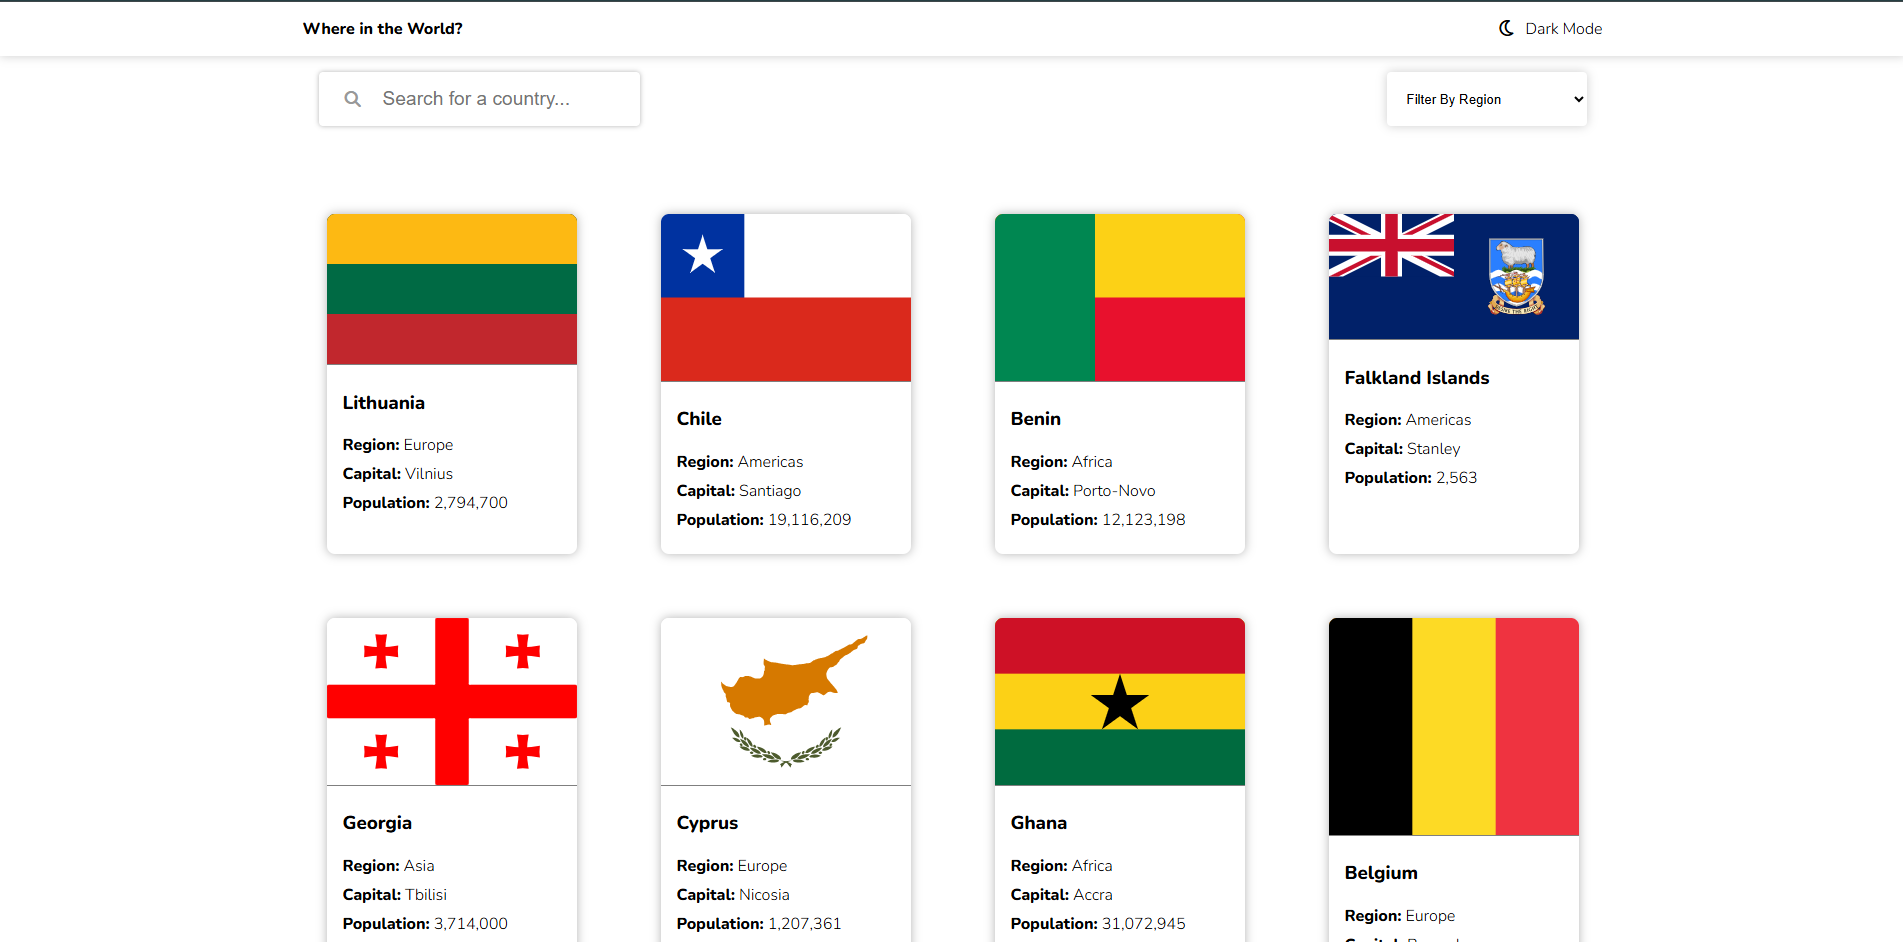 Where in the World?
Dark Mode
Search for a country...
Filter By Region
Lithuania
Region: Europe
Capital: Vilnius
Population: 2,794,700
Chile
Region: Americas
Capital: Santiago
Population: 19,116,209
Benin
Region: Africa
Capital: Porto-Novo
Population: 12,123,198
Falkland Islands
Region: Americas
Capital: Stanley
Population: 2,563
Georgia
Region: Asia
Capital: Tbilisi
Population: 3,714,000
Cyprus
Region: Europe
Capital: Nicosia
Population: 1,207,361
Ghana
Region: Africa
Capital: Accra
Population: 31,072,945
Belgium
Region: Europe